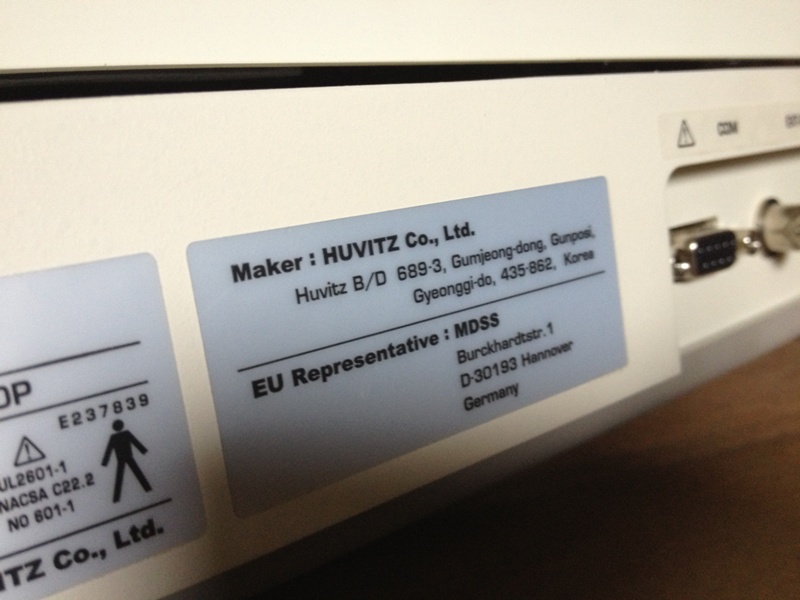 Maker : HUVITZ Co., Ltd.
Huvitz B/D 689-3, Gumjeong-dong, Gunposi,
Gyeonggi-do, 435-862, Korea
EU Representative : MDSS
Burckhardtstr.1
D-30193 Hannover
Germany
OP
E237839
UL2601-1
NACSA C22.2
NO 601-1
ITZ Co., Ltd.
COM